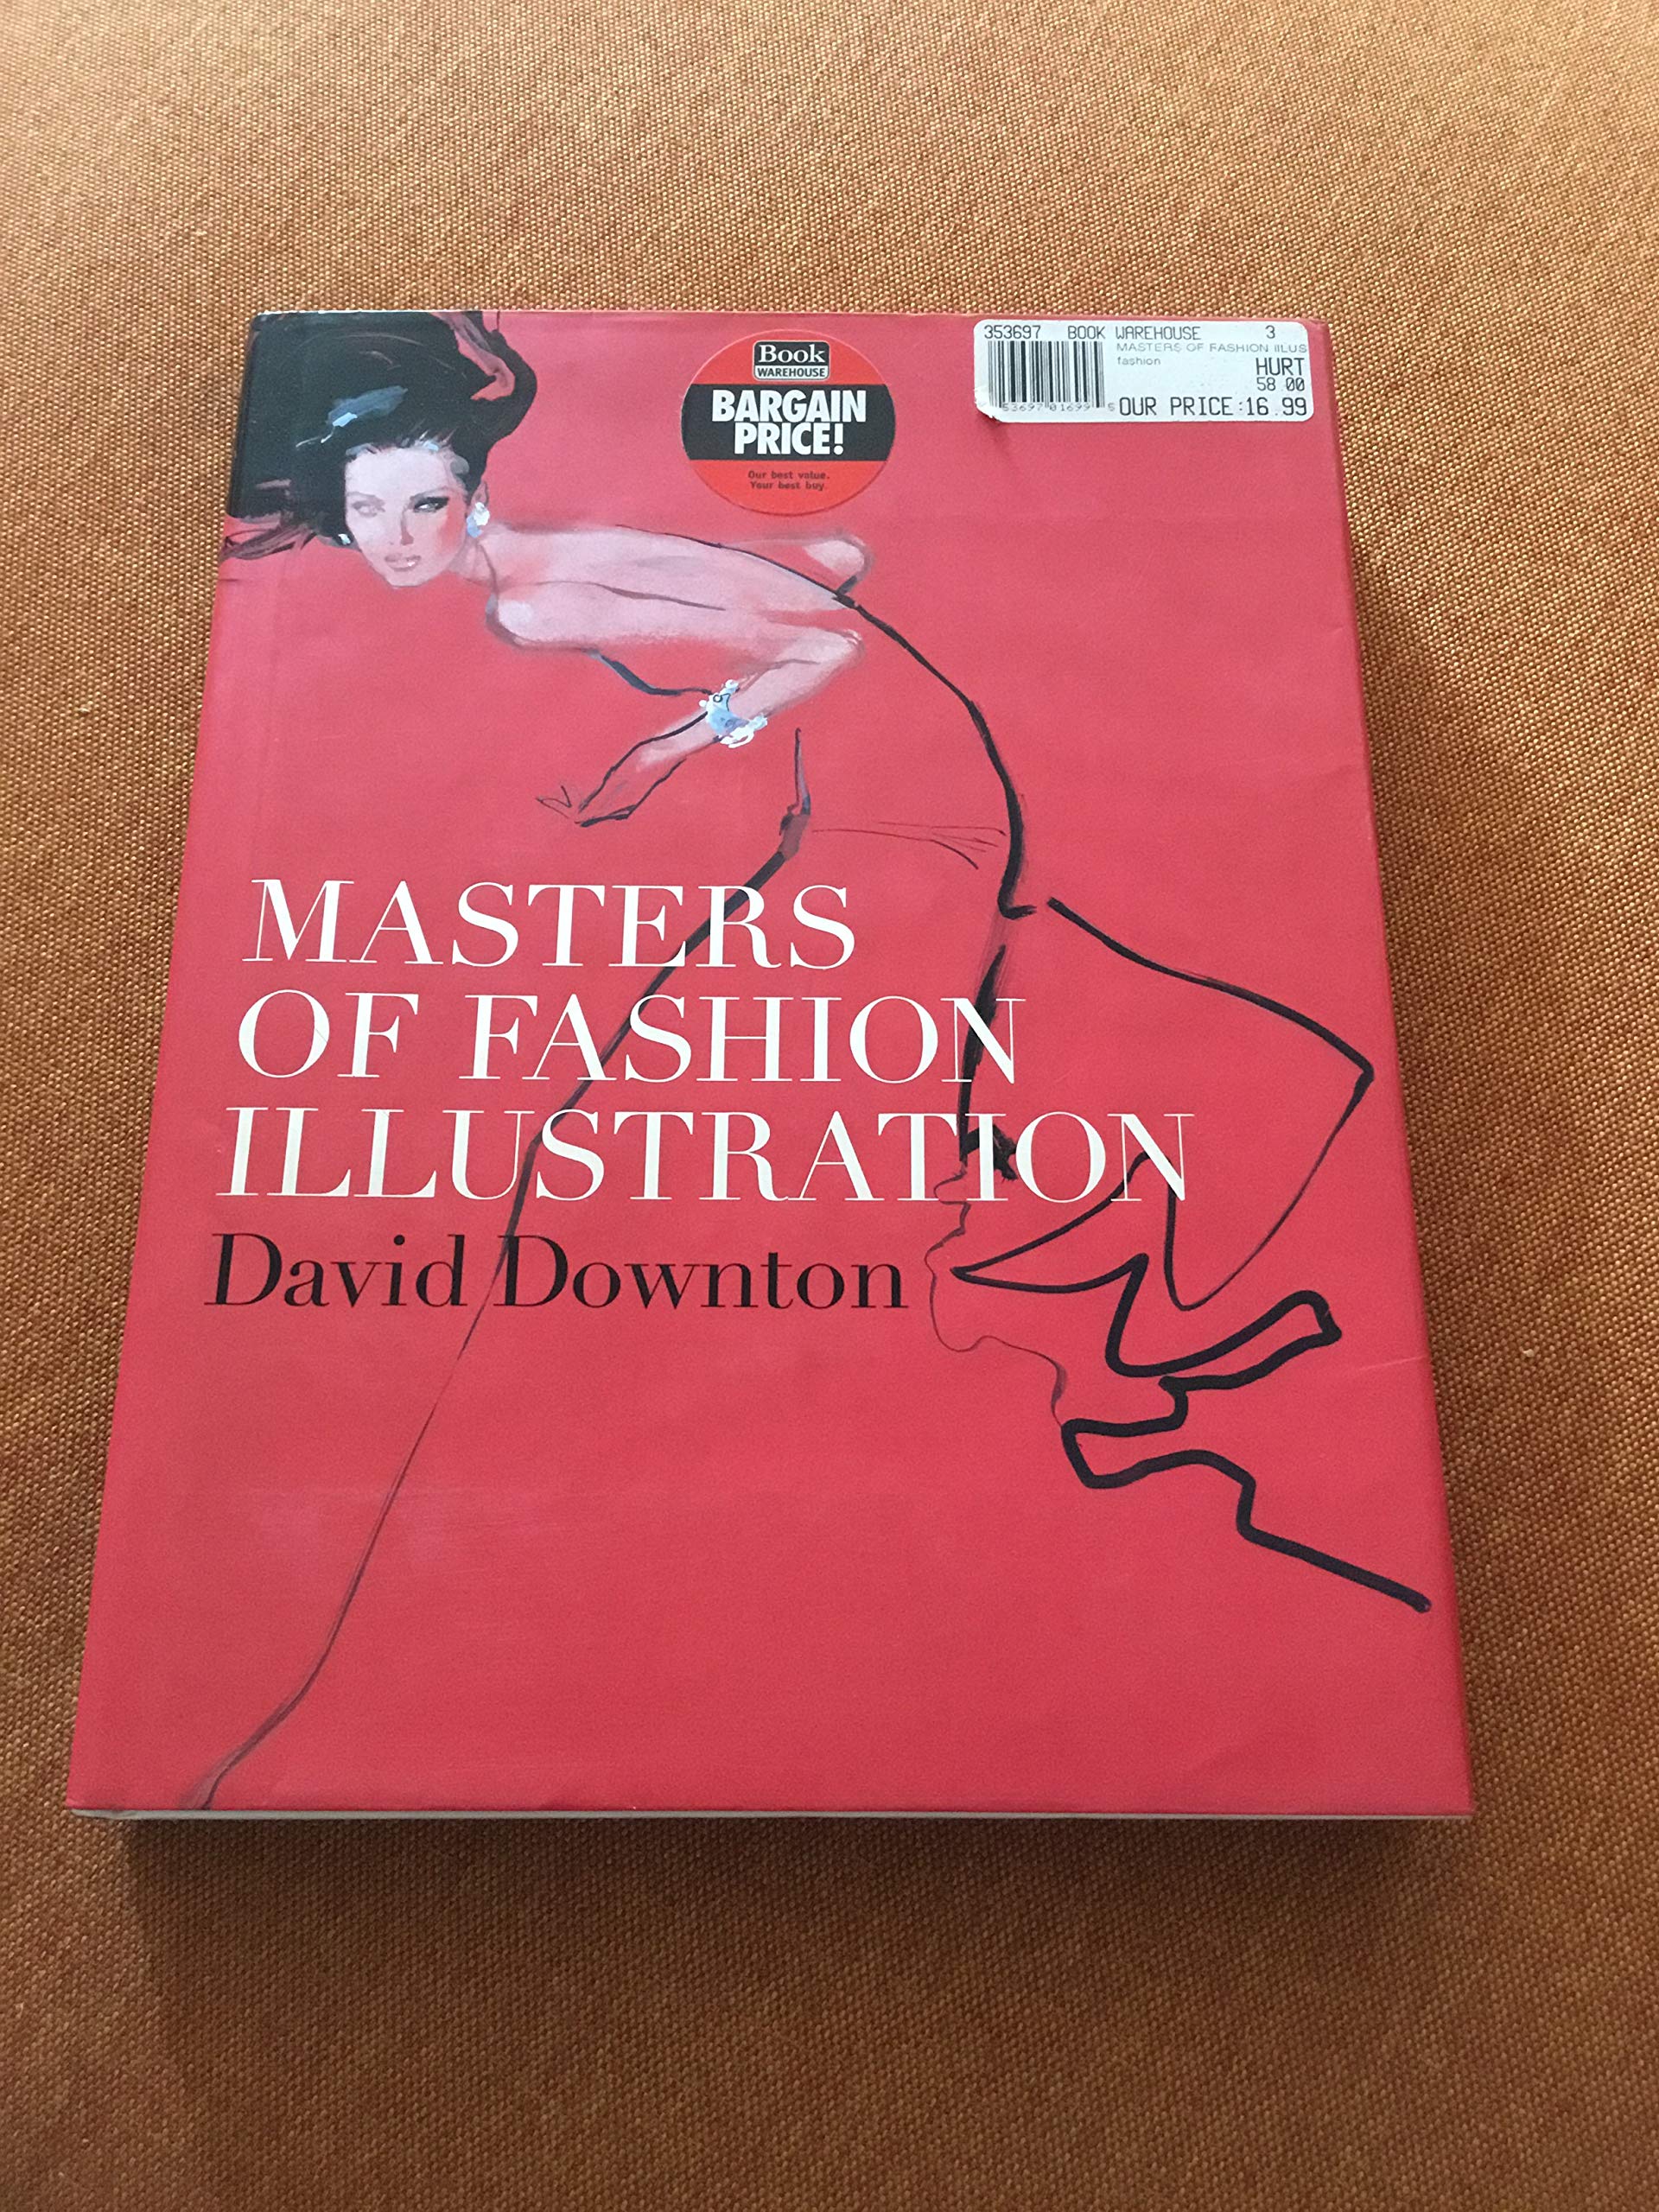 Book
WAREHOUSE
BARGAIN
PRICE!
Our best value.
Your best buy.
353697 BOOK WAREHOUSE 3
MASTERS OF FASHION IILUS
fashion
HURT
58.00
OUR PRICE:16.99
MASTERS
OF FASHION
ILLUSTRATION
David Downton